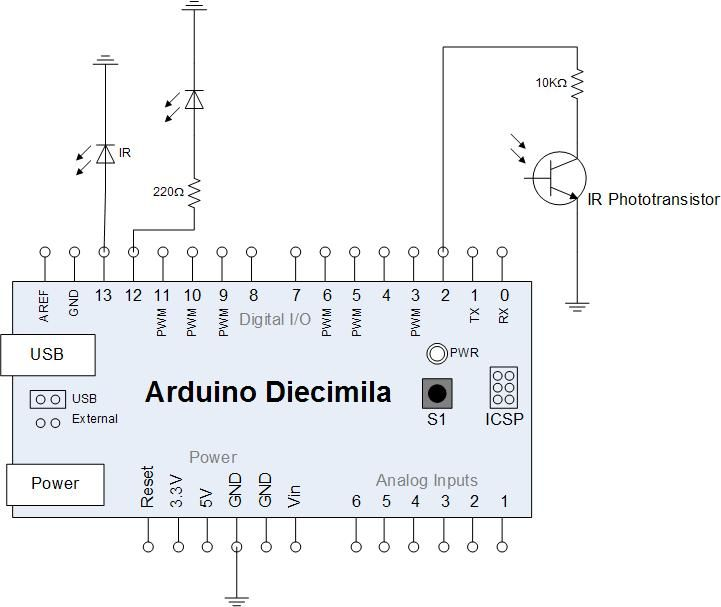 10KΩ
IR
220Ω
IR Phototransistor
AREF GND 13 12 11 10 9 8 7 6 5 4 3 2 1 0
PWM PWM PWM Digital I/O PWM PWM PWM TX RX
USB
PWR
Arduino Diecimila
USB
External
S1
ICSP
Power
Power
Analog Inputs
Reset 3.3V 5V GND GND Vin 6 5 4 3 2 1